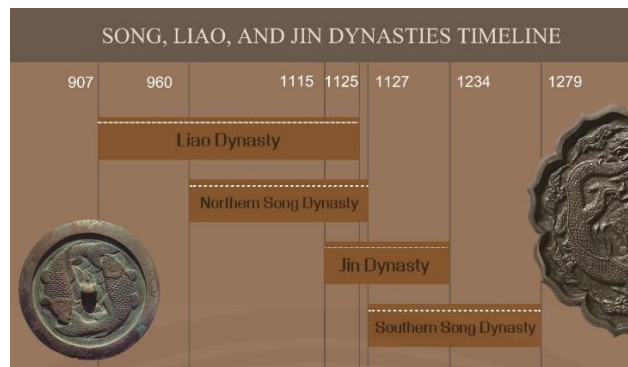 SONG, LIAO, AND JIN DYNASTIES TIMELINE
907 960 1115 1125 1127 1234 1279
Liao Dynasty
Northern Song Dynasty
Jin Dynasty
Southern Song Dynasty